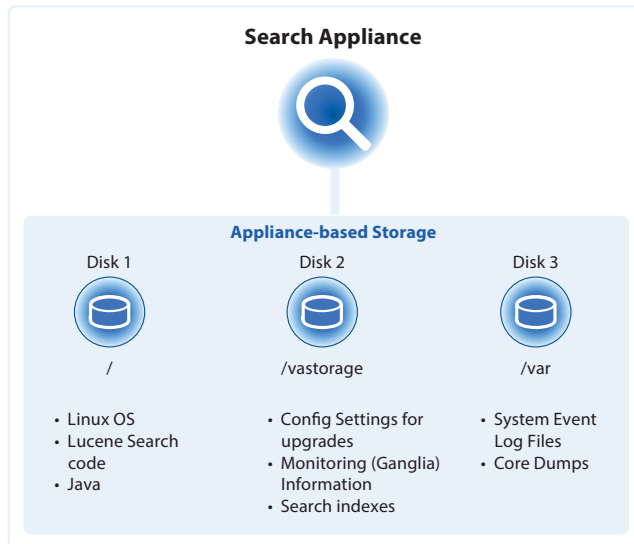 Search Appliance
Appliance-based Storage
Disk 1
Disk 2
Disk 3
/
/vastorage
/var
• Linux OS
• Lucene Search
code
• Java
• Config Settings for
upgrades
• Monitoring (Ganglia)
Information
• Search indexes
• System Event
Log Files
• Core Dumps